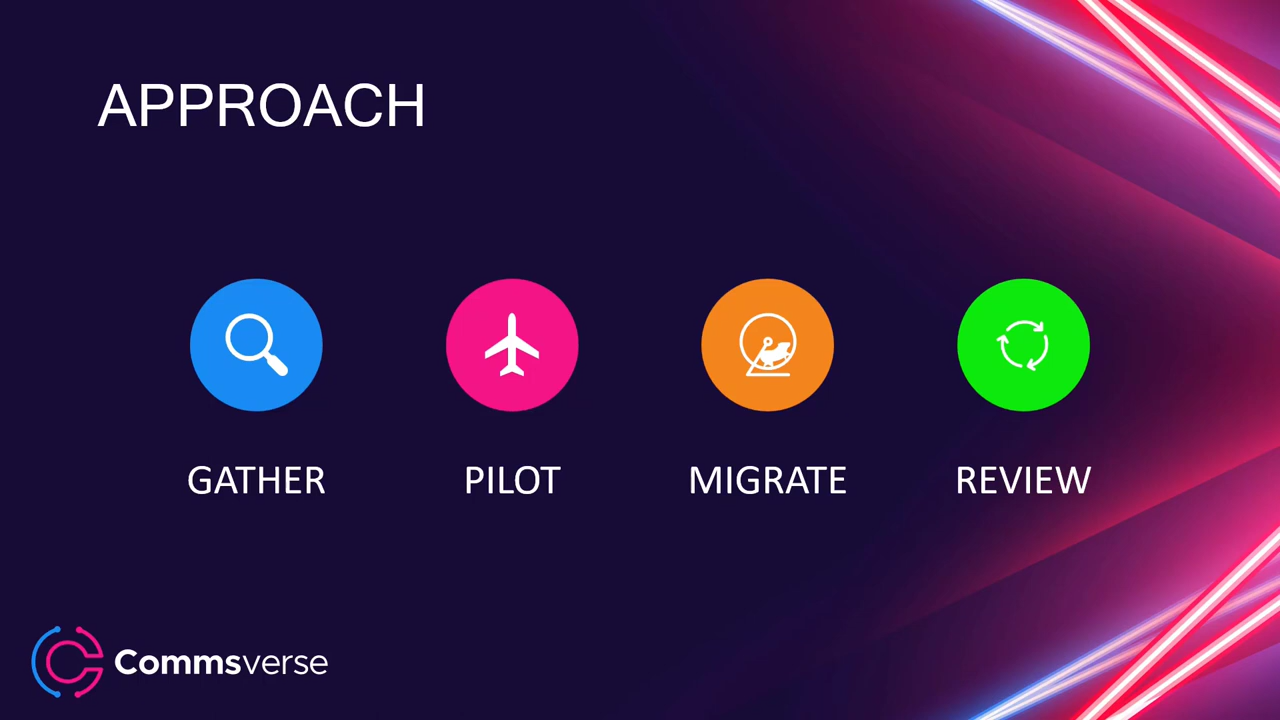 APPROACH
GATHER
PILOT
MIGRATE
REVIEW
Commsverse